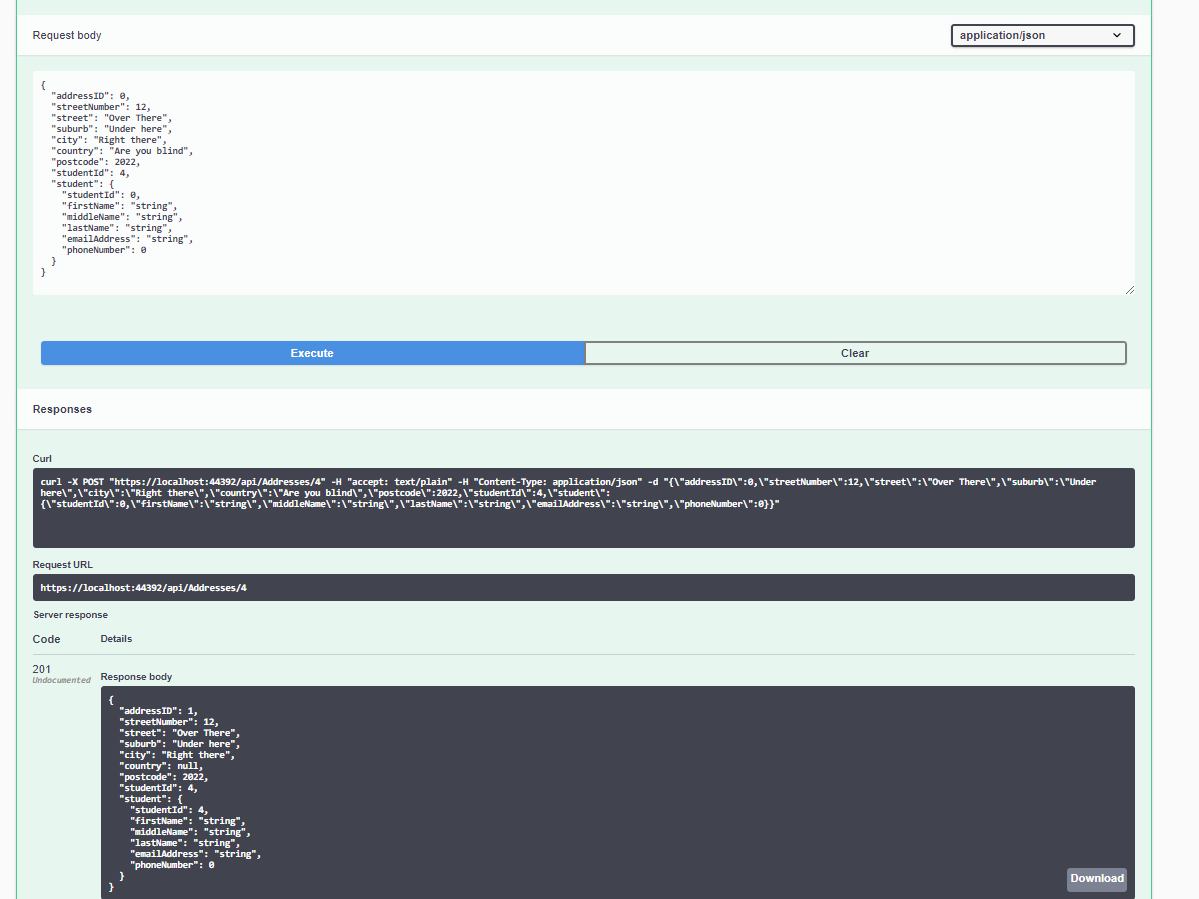 Request body
application/json
{
"addressID": 0,
"streetNumber": 12,
"street": "Over There",
"suburb": "Under here",
"city": "Right there",
"country": "Are you blind",
"postcode": 2022,
"studentId": 4,
"student": {
"studentId": 0,
"firstName": "string",
"middleName": "string",
"lastName": "string",
"emailAddress": "string",
"phoneNumber": 0
}
}
Execute
Clear
Responses
Curl
curl -X POST "https://localhost:44392/api/Addresses/4" -H "accept: text/plain" -H "Content-Type: application/json" -d "{\"addressID\":0,\"streetNumber\":12,\"street\":\"Over There\",\"suburb\":\"Under
here\",\"city\":\"Right there\",\"country\":\"Are you blind\",\"postcode\":2022,\"studentId\":4,\"student\":
{\"studentId\":0,\"firstName\":\"string\",\"middleName\":\"string\",\"lastName\":\"string\",\"emailAddress\":\"string\",\"phoneNumber\":0}}"
Request URL
https://localhost:44392/api/Addresses/4
Server response
Code
Details
201
Undocumented
Response body
{
"addressID": 1,
"streetNumber": 12,
"street": "Over There",
"suburb": "Under here",
"city": "Right there",
"country": null,
"postcode": 2022,
"studentId": 4,
"student": {
"studentId": 4,
"firstName": "string",
"middleName": "string",
"lastName": "string",
"emailAddress": "string",
"phoneNumber": 0
}
}
Download